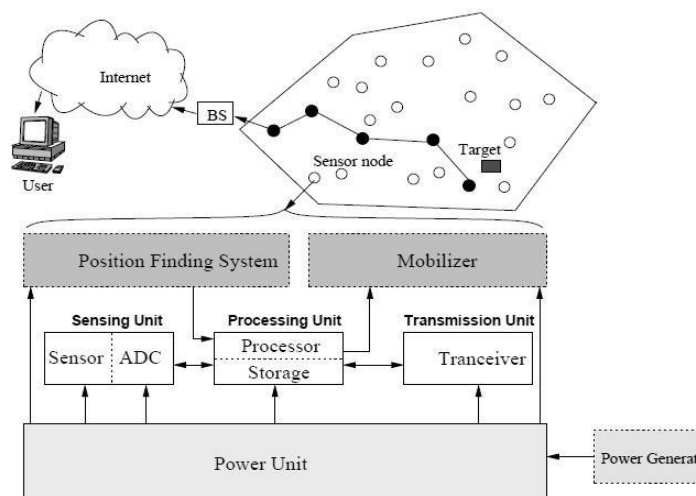 Internet
BS
Target
Sensor node
User
Position Finding System
Mobilizer
Sensing Unit
Processing Unit
Transmission Unit
Sensor
ADC
Processor
Storage
Tranceiver
Power Unit
Power Generat